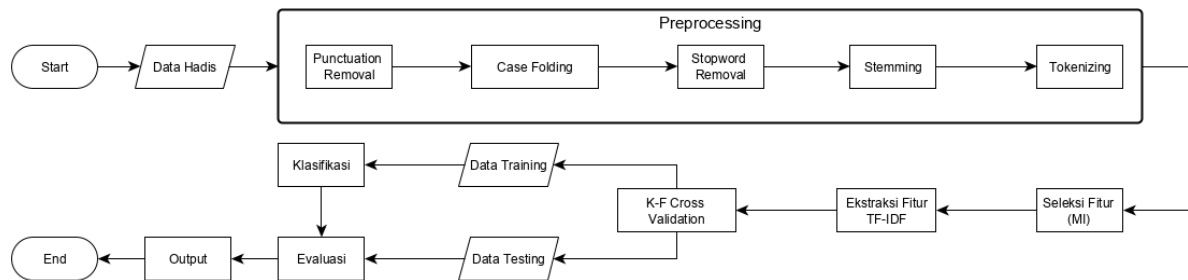 Preprocessing
Start
Data Hadis
Punctuation
Removal
Case Folding
Stopword
Removal
Stemming
Tokenizing
Seleksi Fitur
(MI)
Ekstraksi Fitur
TF-IDF
K-F Cross
Validation
Data Training
Klasifikasi
Data Testing
Evaluasi
Output
End